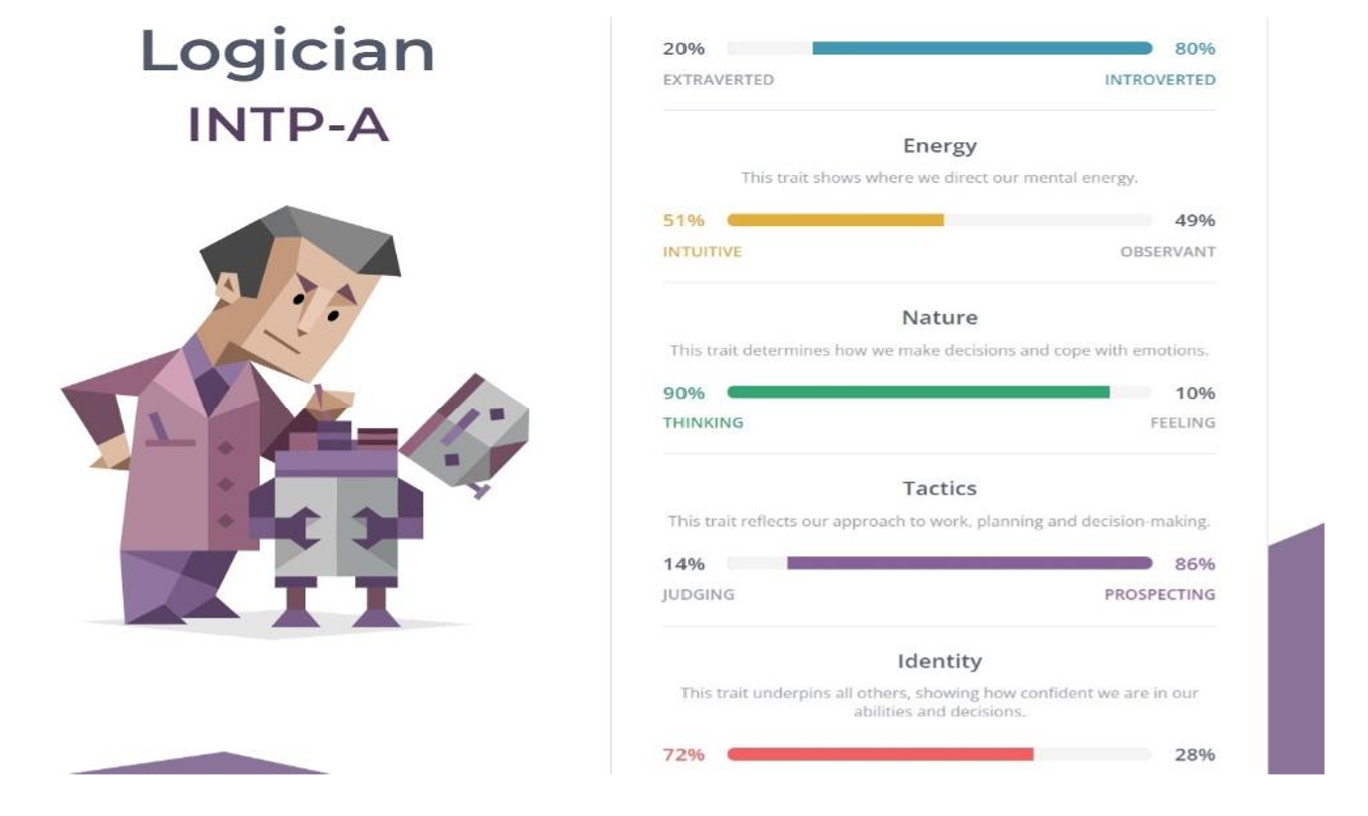 Logician
INTP-A
20% 80%
EXTRAVERTED INTROVERTED
Energy
This trait shows where we direct our mental energy.
51% 49%
INTUITIVE OBSERVANT
Nature
This trait determines how we make decisions and cope with emotions.
90% 10%
THINKING FEELING
Tactics
This trait reflects our approach to work, planning and decision-making.
14% 86%
JUDGING PROSPECTING
Identity
This trait underpins all others, showing how confident we are in our
abilities and decisions.
72% 28%